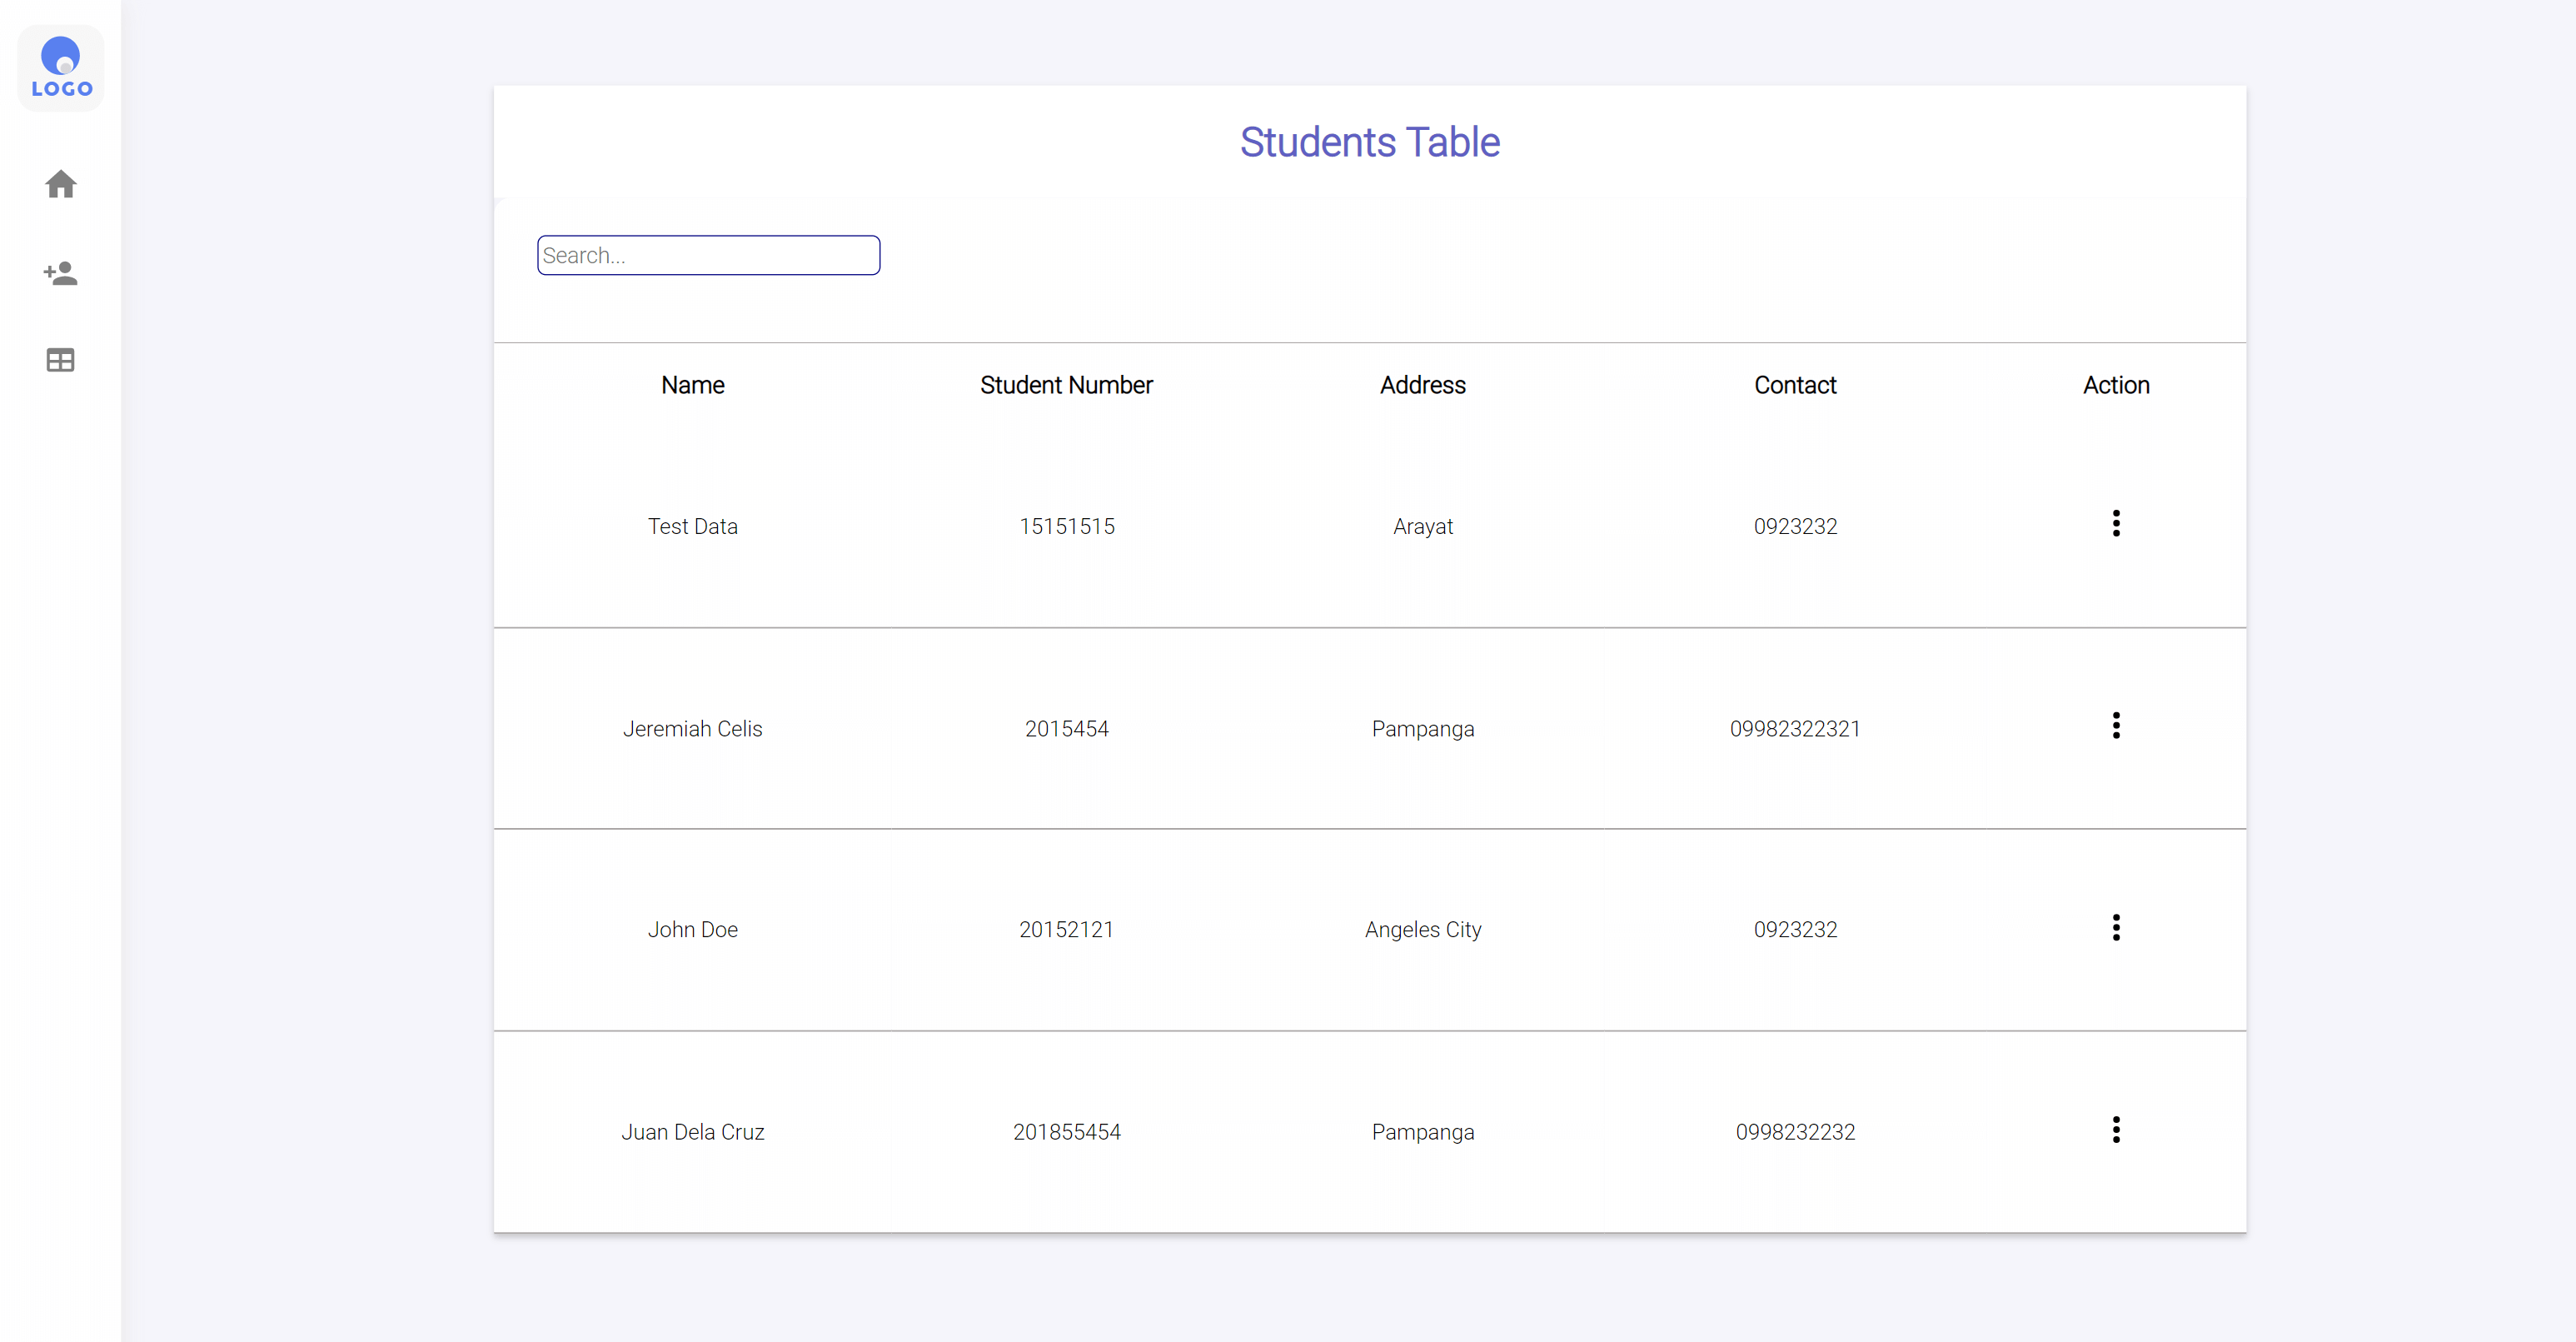 LOGO
Students Table
Search...
Name Student Number Address Contact Action
Test Data 15151515 Arayat 0923232
Jeremiah Celis 2015454 Pampanga 09982322321
John Doe 20152121 Angeles City 0923232
Juan Dela Cruz 201855454 Pampanga 0998232232